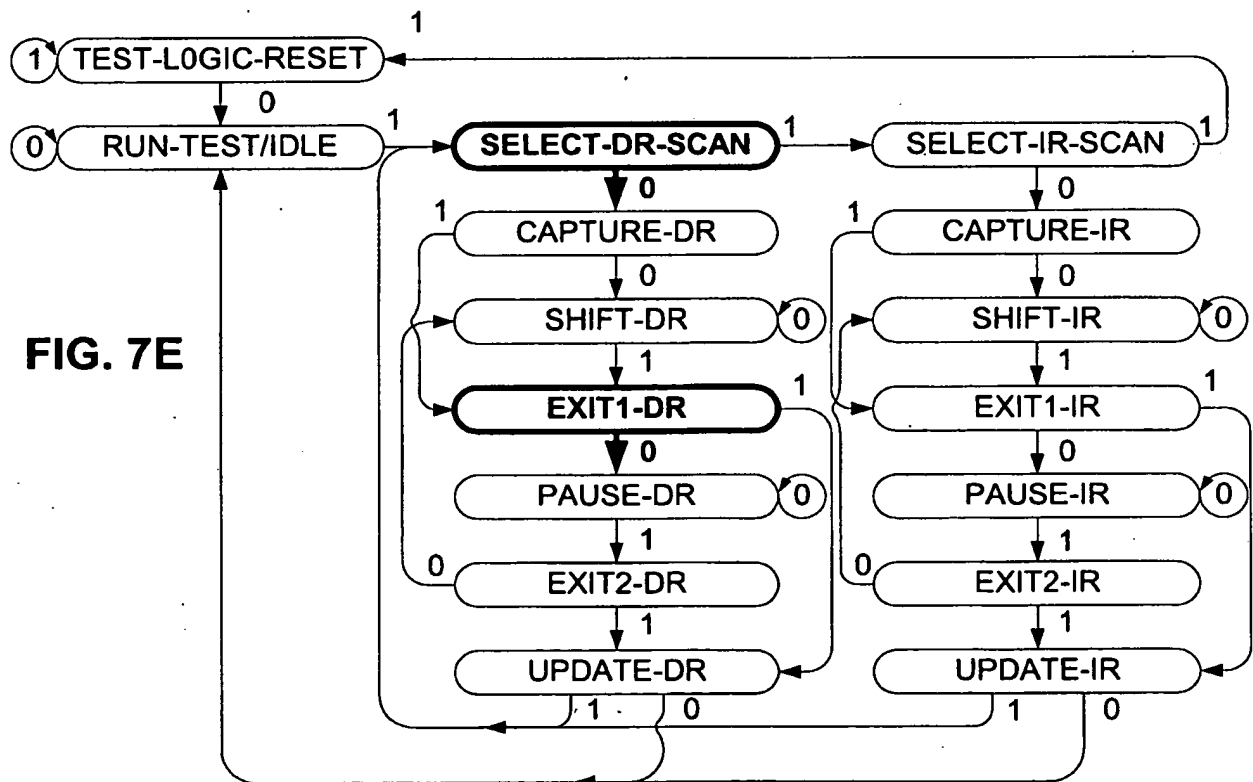 1
1 TEST-L0GIC-RESET
0
0 RUN-TEST/IDLE 1 SELECT-DR-SCAN 1 SELECT-IR-SCAN 1
0 0
1 CAPTURE-DR 1 CAPTURE-IR
0 0
SHIFT-DR 0 SHIFT-IR 0
FIG. 7E
1 1
EXIT1-DR 1 EXIT1-IR 1
0 0
PAUSE-DR 0 PAUSE-IR 0
1 1
0 EXIT2-DR 0 EXIT2-IR
1 1
UPDATE-DR UPDATE-IR
1 0 1 0